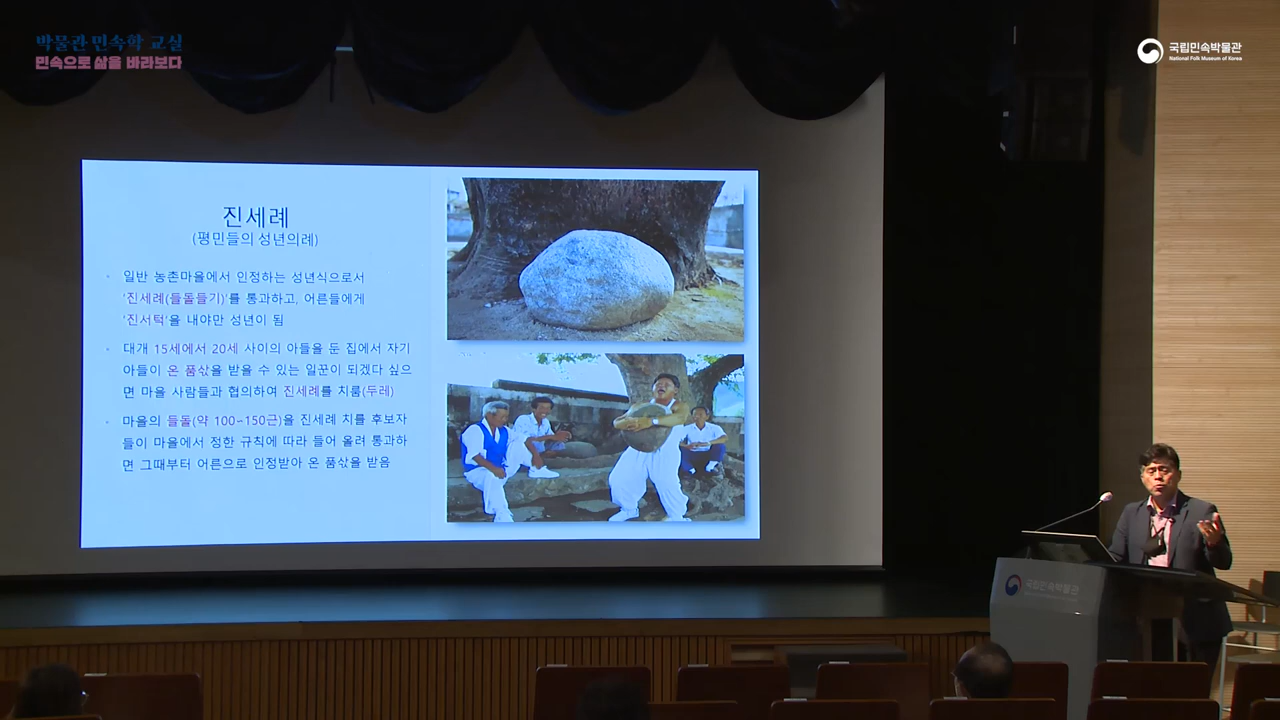 박물관 민속학 교실
민속으로 삶을 바라보다
국립민속박물관
National Folk Museum of Korea
진세례
(평민들의 성년의례)
• 일반 농촌마을에서 인정하는 성년식으로서
'진세례(들돌들기)'를 통과하고, 어른들에게
'진서턱'을 내야만 성년이 됨
• 대개 15세에서 20세 사이의 아들을 둔 집에서 자기
아들이 온 품삯을 받을 수 있는 일꾼이 되겠다 싶으
면 마을 사람들과 협의하여 진세례를 치룸(두레)
• 마을의 들돌(약 100~150근)을 진세례 치를 후보자
들이 마을에서 정한 규칙에 따라 들어 올려 통과하
면 그때부터 어른으로 인정받아 온 품삯을 받음
국립민속박물관